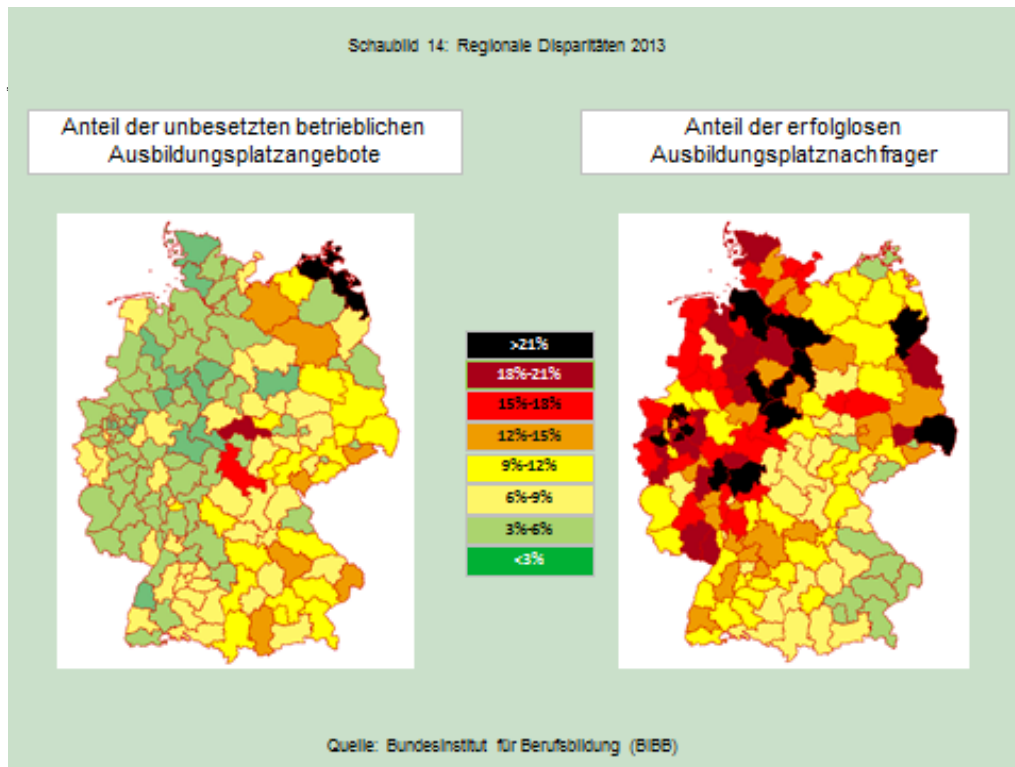 Schaubild 14: Regionale Disparitäten 2013
Anteil der unbesetzten betrieblichen
Ausbildungsplatzangebote
Anteil der erfolglosen
Ausbildungsplatznachfrager
>21%
18%-21%
15%-18%
12%-15%
9%-12%
6%-9%
3%-6%
<3%
Quelle: Bundesinstitut für Berufsbildung (BIBB)